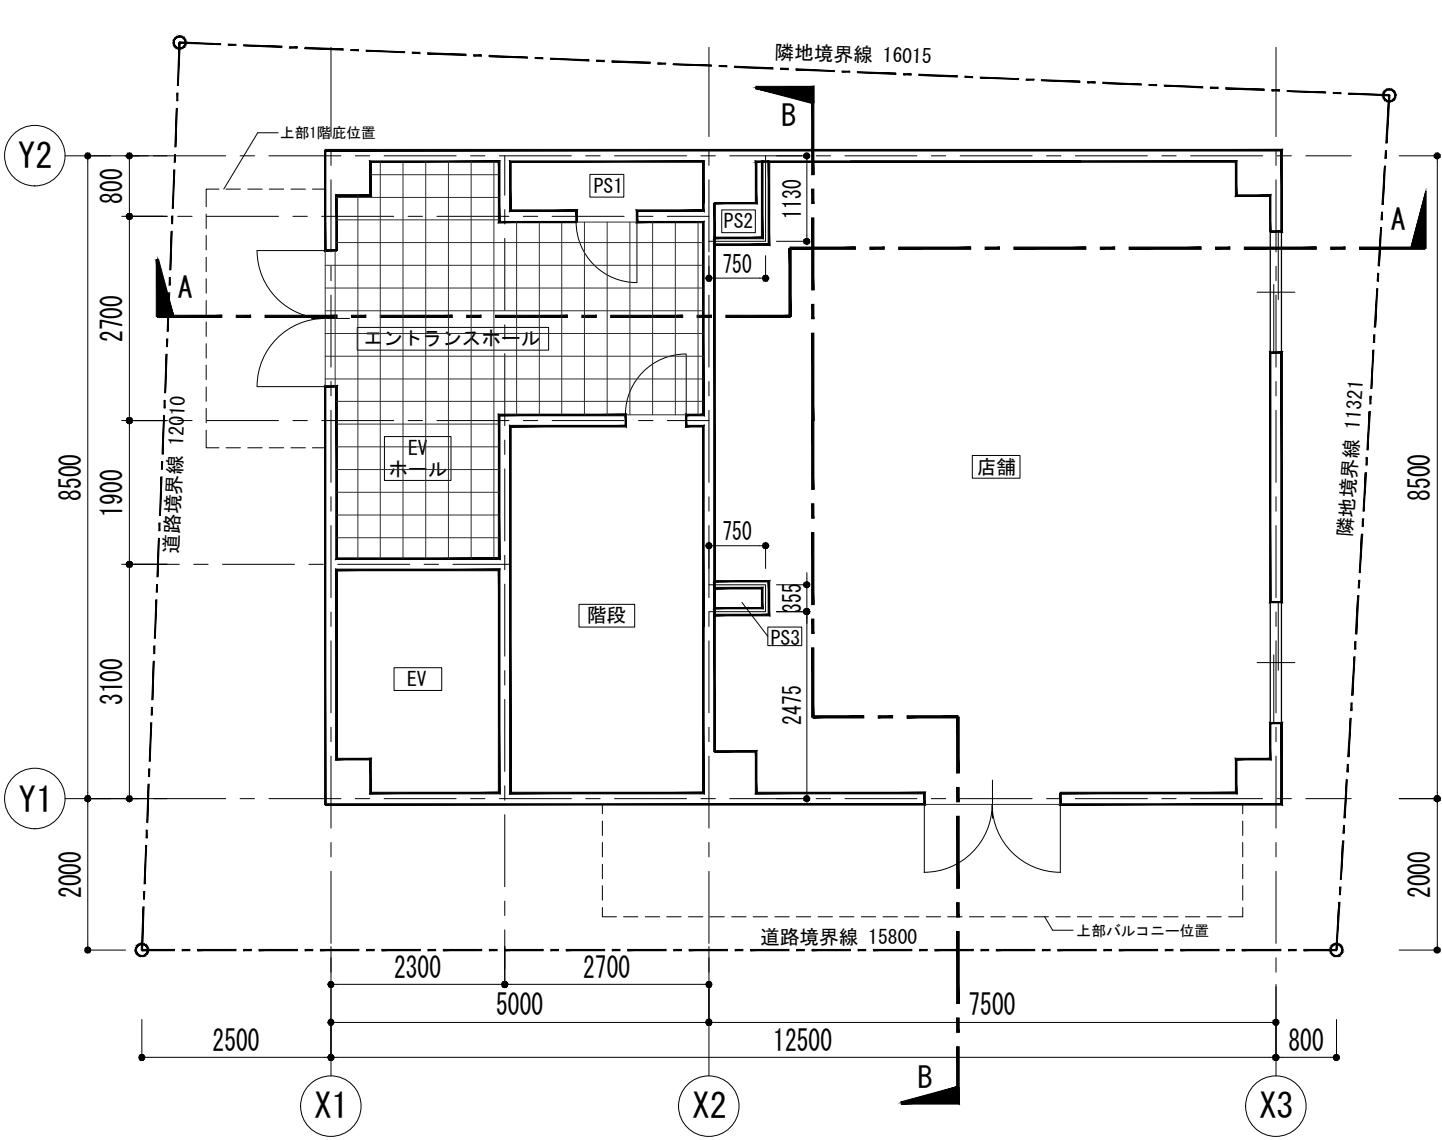 隣地境界線 16015
B
上部1階庇位置
Y2
800
PS1
1130
PS2
A
750
A
2700
エントランスホール
道路境界線 12010
隣地境界線 11321
EV
ホール
店舗
8500
1900
8500
750
355
階段
PS3
EV
3100
2475
Y1
2000
2000
上部バルコニー位置
道路境界線 15800
2300
2700
5000
7500
2500
12500
800
B
X1
X2
X3